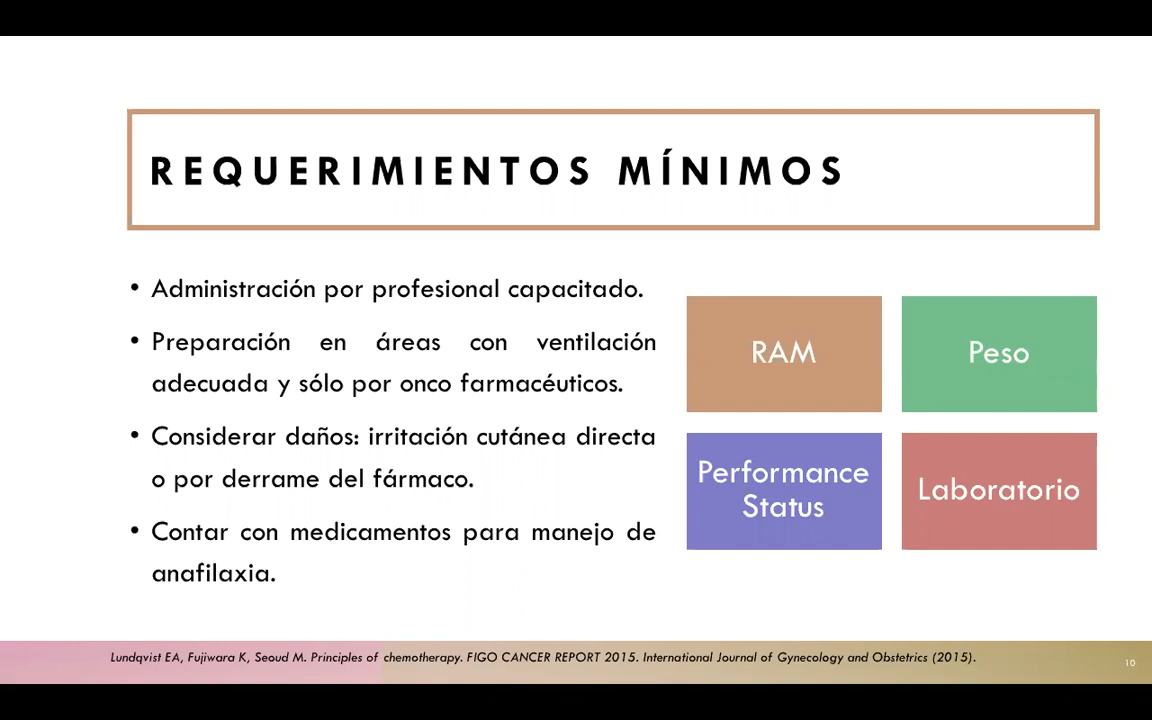 REQUERIMIENTOS MÍNIMOS
• Administración por profesional capacitado.
• Preparación en áreas con ventilación
adecuada y sólo por onco farmacéuticos.
• Considerar daños: irritación cutánea directa
o por derrame del fármaco.
• Contar con medicamentos para manejo de
anafilaxia.
RAM
Peso
Performance
Status
Laboratorio
Lundqvist EA, Fujiwara K, Seoud M. Principles of chemotherapy. FIGO CANCER REPORT 2015. International Journal of Gynecology and Obstetrics (2015).
10